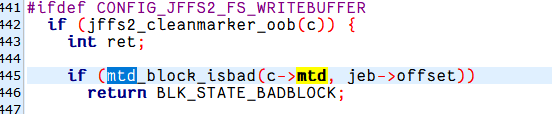 441 #ifdef CONFIG_JFFS2_FS_WRITEBUFFER
442 if (jffs2_cleanmarker_oob(c)) {
443 int ret;
444
445 if (mtd_block_isbad(c->mtd, jeb->offset))
446 return BLK_STATE_BADBLOCK;
447